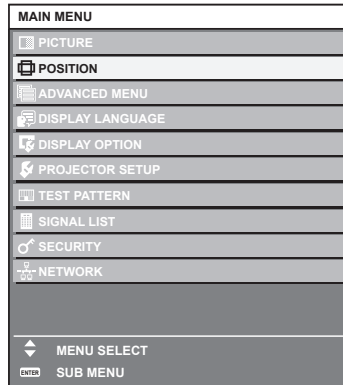 MAIN MENU
PICTURE
POSITION
ADVANCED MENU
DISPLAY LANGUAGE
DISPLAY OPTION
PROJECTOR SETUP
TEST PATTERN
SIGNAL LIST
SECURITY
NETWORK
MENU SELECT
ENTER SUB MENU